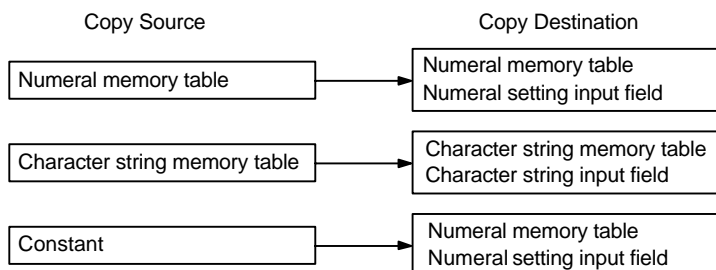 Copy Source
Copy Destination
Numeral memory table
Numeral memory table
Numeral setting input field
Character string memory table
Character string memory table
Character string input field
Constant
Numeral memory table
Numeral setting input field